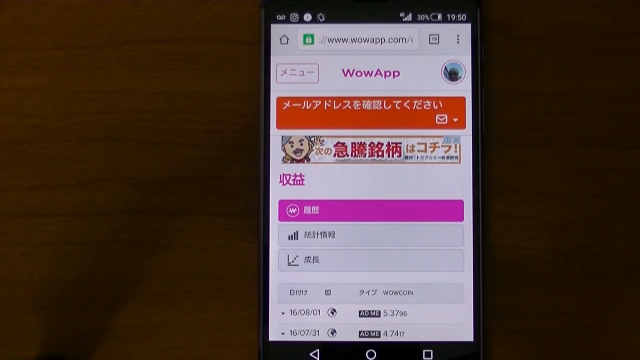 30% 19:50
//www.wowapp.com/
メニュー WowApp
メールアドレスを確認してください
次の急騰銘柄はコチラ!
収益
履歴
統計情報
成長
日付け 国 タイプ WOWCOIN
16/08/01 AD ME 5.3796
16/07/31 AD ME 4.7417